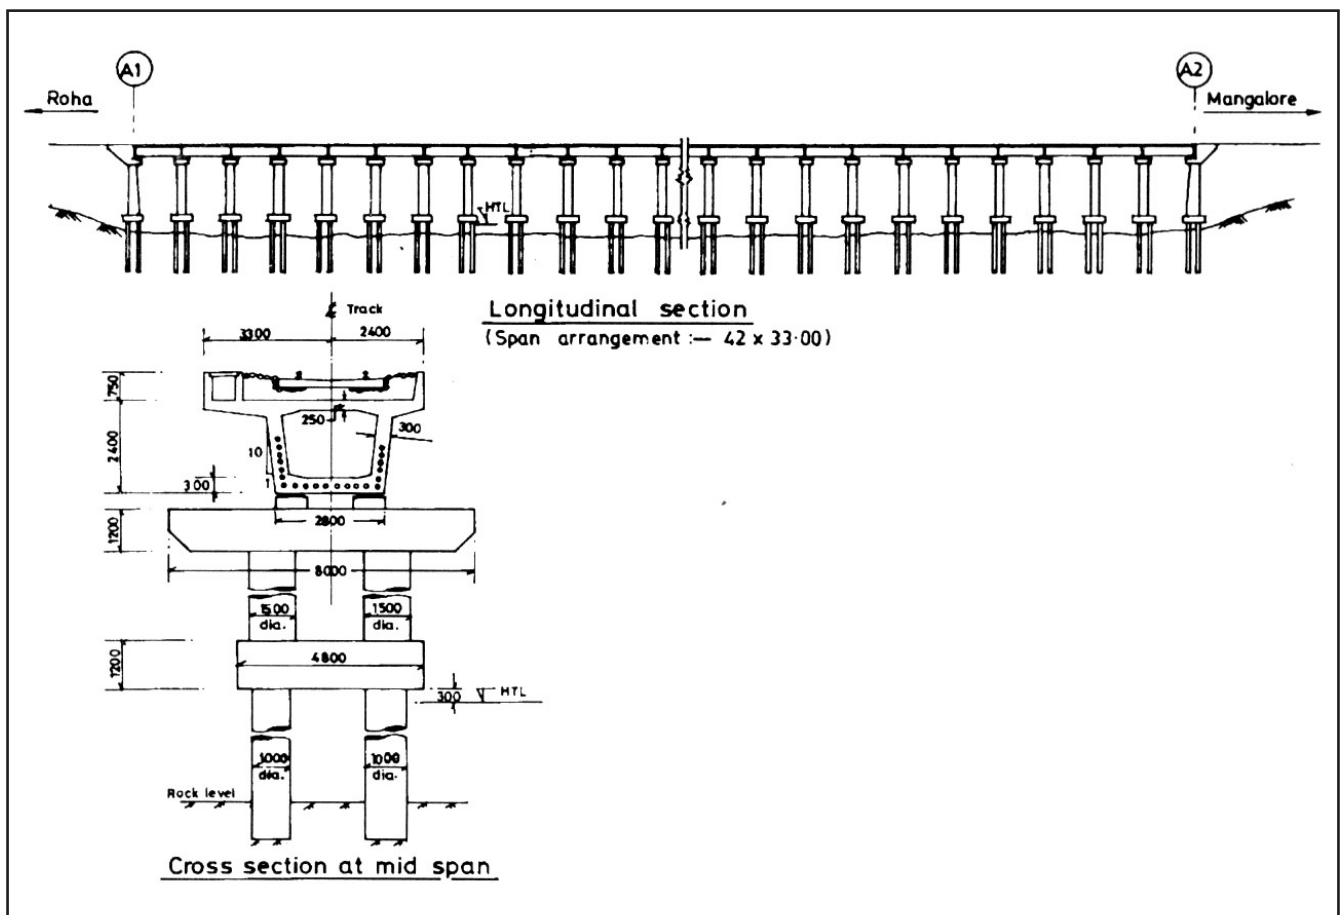 A1
A2
Roha
Mangalore
HTL
Track
Longitudinal section
(Span arrangement :— 42 x 33·00)
3300
2400
750
250
300
2400
10
1
300
1200
2800
8000
1500
dia.
1500
dia.
1200
4800
300
HTL
1000
dia.
1000
dia.
Rock level
Cross section at mid span